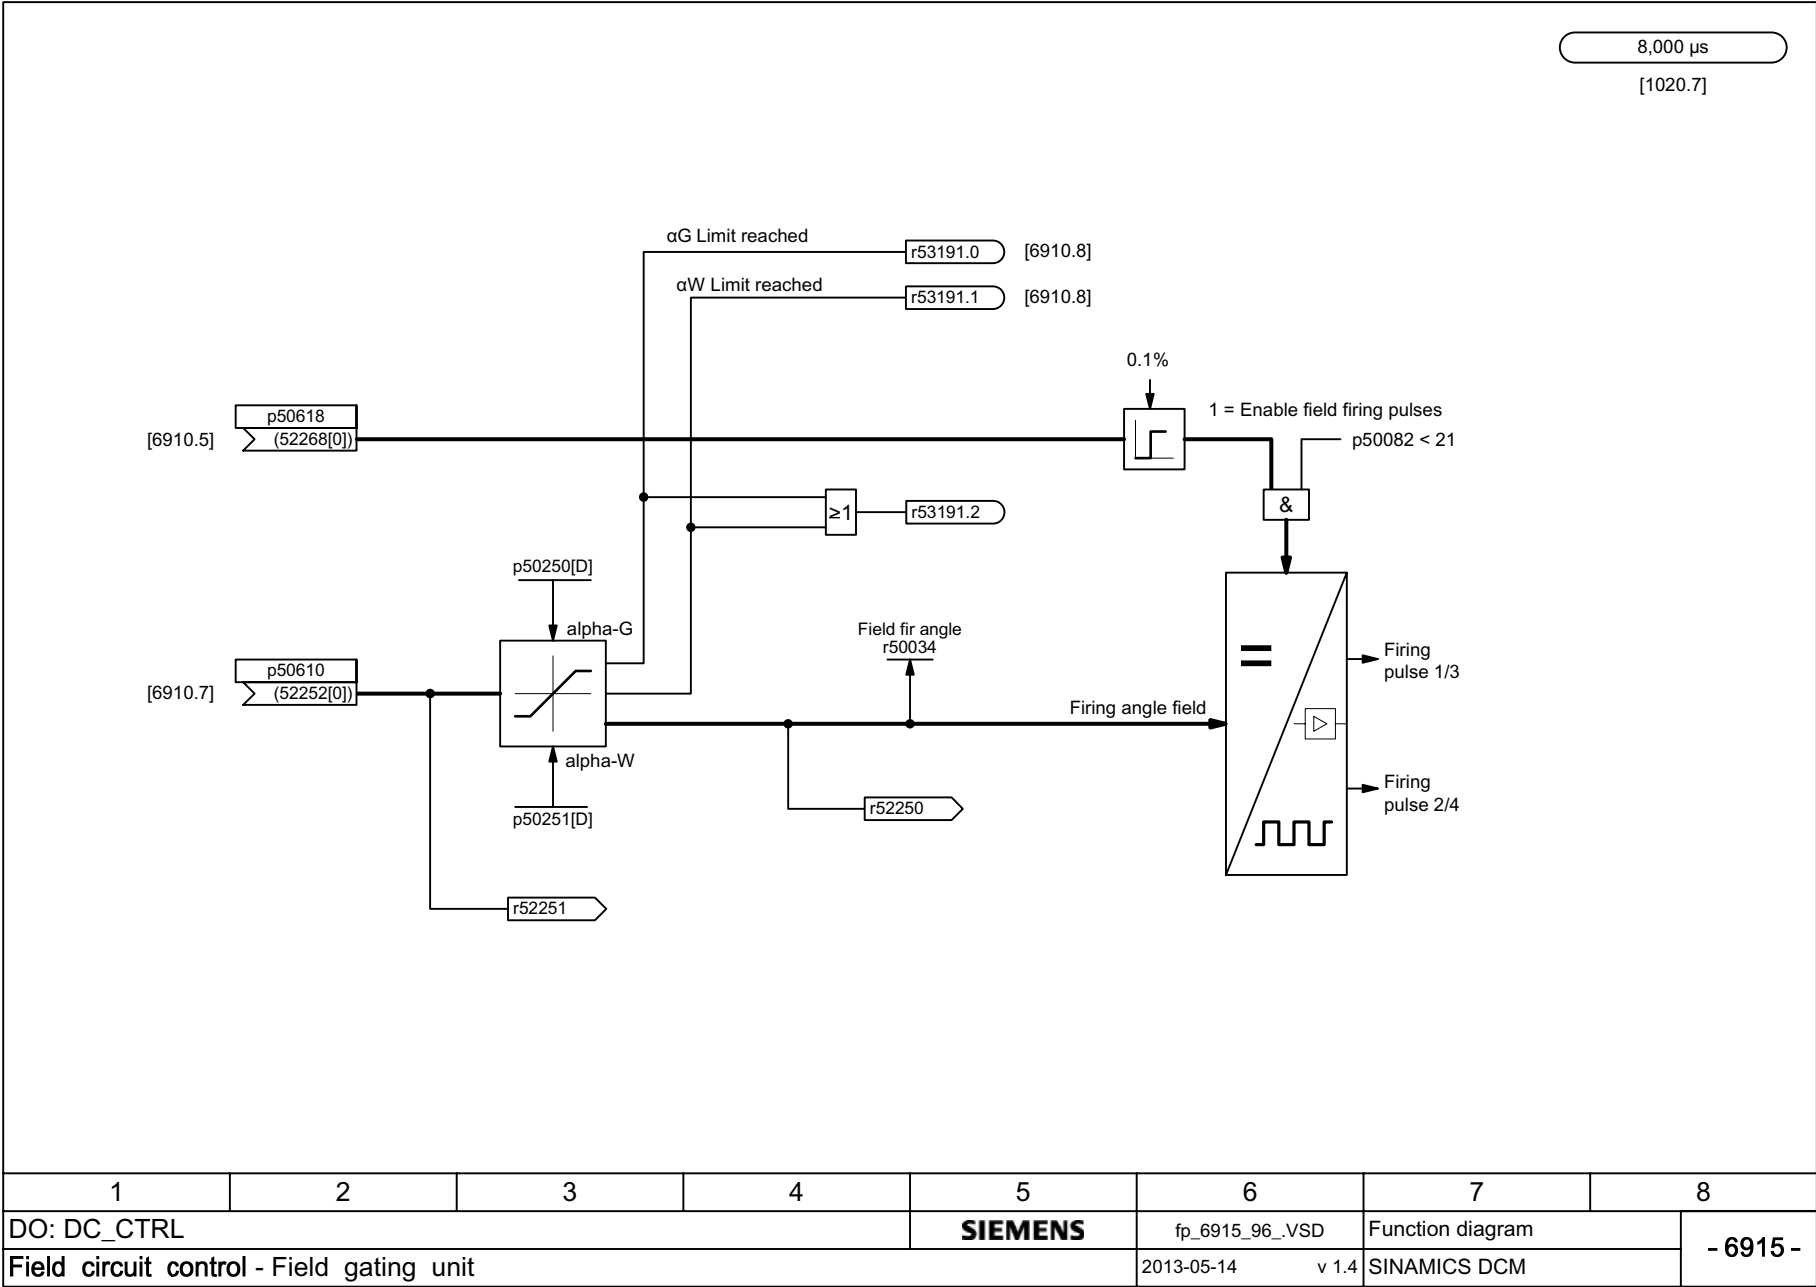 8,000 µs
[1020.7]
αG Limit reached
r53191.0
[6910.8]
αW Limit reached
r53191.1
[6910.8]
0.1%
p50618
[6910.5]
(52268[0])
1 = Enable field firing pulses
p50082 < 21
≥1
r53191.2
&
p50250[D]
alpha-G
Field fir angle
r50034
p50610
[6910.7]
(52252[0])
Firing
pulse 1/3
Firing angle field
alpha-W
p50251[D]
r52250
Firing
pulse 2/4
r52251
1 2 3 4 5 6 7 8
DO: DC_CTRL
SIEMENS
fp_6915_96_.VSD
Function diagram
- 6915 -
Field circuit control - Field gating unit
2013-05-14
v 1.4
SINAMICS DCM